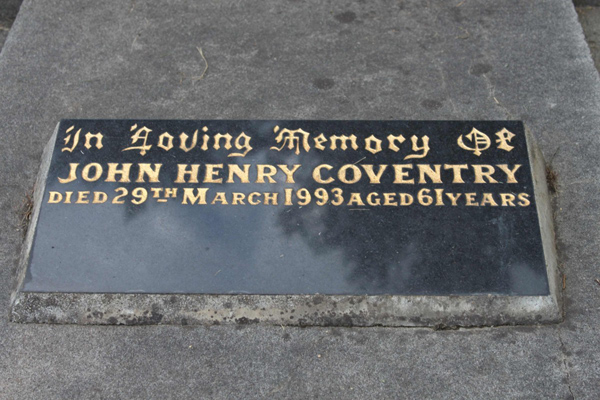 In Loving Memory Of
JOHN HENRY COVENTRY
DIED 29TH MARCH 1993 AGED 61 YEARS